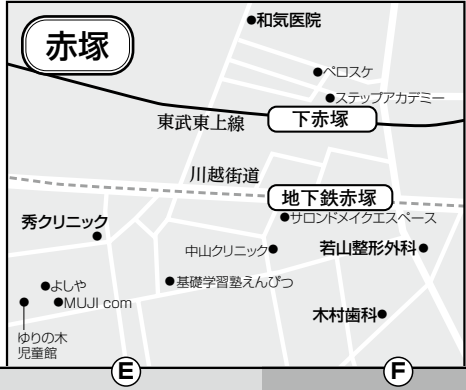 赤塚
●和気医院
●ペロスケ
●ステップアカデミー
東武東上線
下赤塚
川越街道
地下鉄赤塚
●サロンドメイクエスペース
秀クリニック●
中山クリニック●
若山整形外科●
●よしや
●基礎学習塾えんぴつ
●MUJI com
木村歯科●
ゆりの木
児童館
E
F